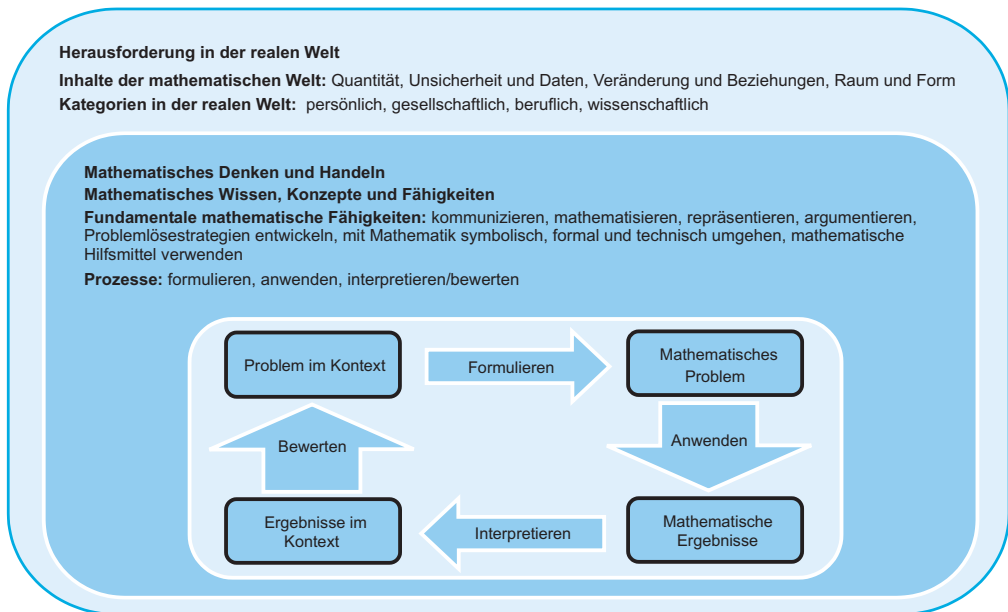 Herausforderung in der realen Welt
Inhalte der mathematischen Welt: Quantität, Unsicherheit und Daten, Veränderung und Beziehungen, Raum und Form
Kategorien in der realen Welt: persönlich, gesellschaftlich, beruflich, wissenschaftlich
Mathematisches Denken und Handeln
Mathematisches Wissen, Konzepte und Fähigkeiten
Fundamentale mathematische Fähigkeiten: kommunizieren, mathematisieren, repräsentieren, argumentieren,
Problemlösestrategien entwickeln, mit Mathematik symbolisch, formal und technisch umgehen, mathematische
Hilfsmittel verwenden
Prozesse: formulieren, anwenden, interpretieren/bewerten
Problem im Kontext
Formulieren
Mathematisches
Problem
Bewerten
Anwenden
Ergebnisse im
Kontext
Interpretieren
Mathematische
Ergebnisse